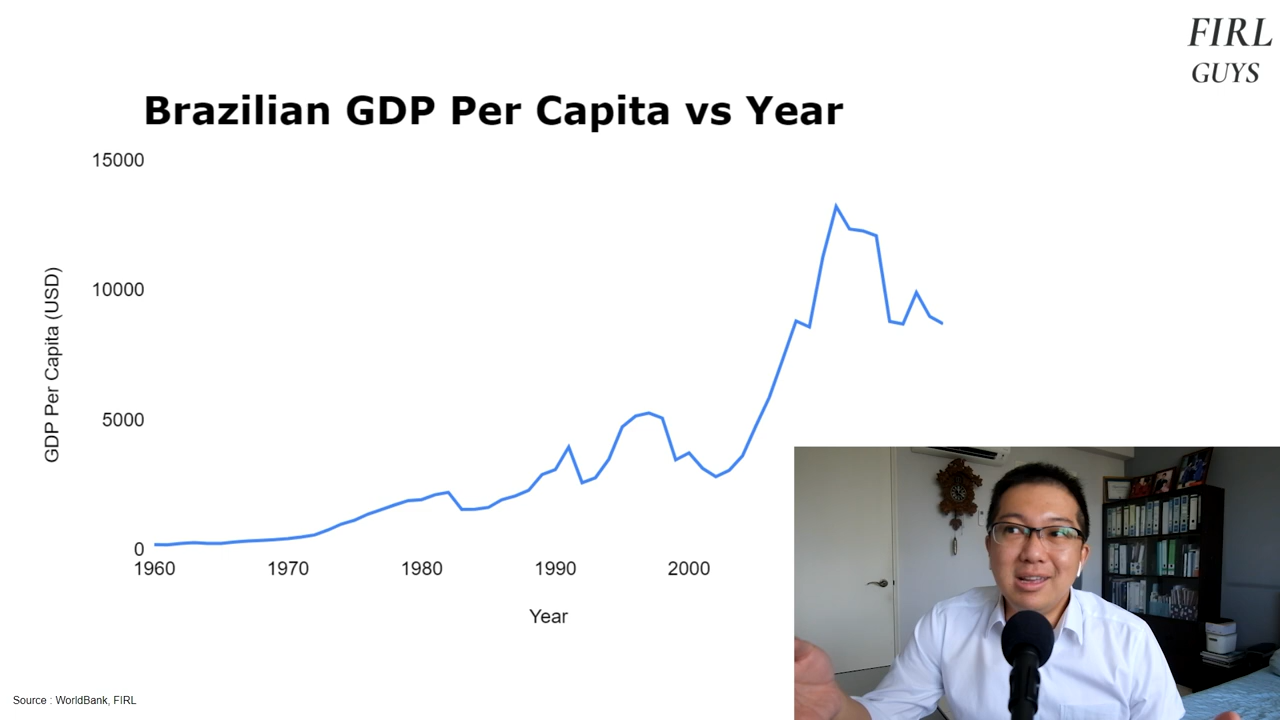 FIRL
GUYS
Brazilian GDP Per Capita vs Year
15000
10000
5000
0
GDP Per Capita (USD)
1960 1970 1980 1990 2000
Year
Source : WorldBank, FIRL